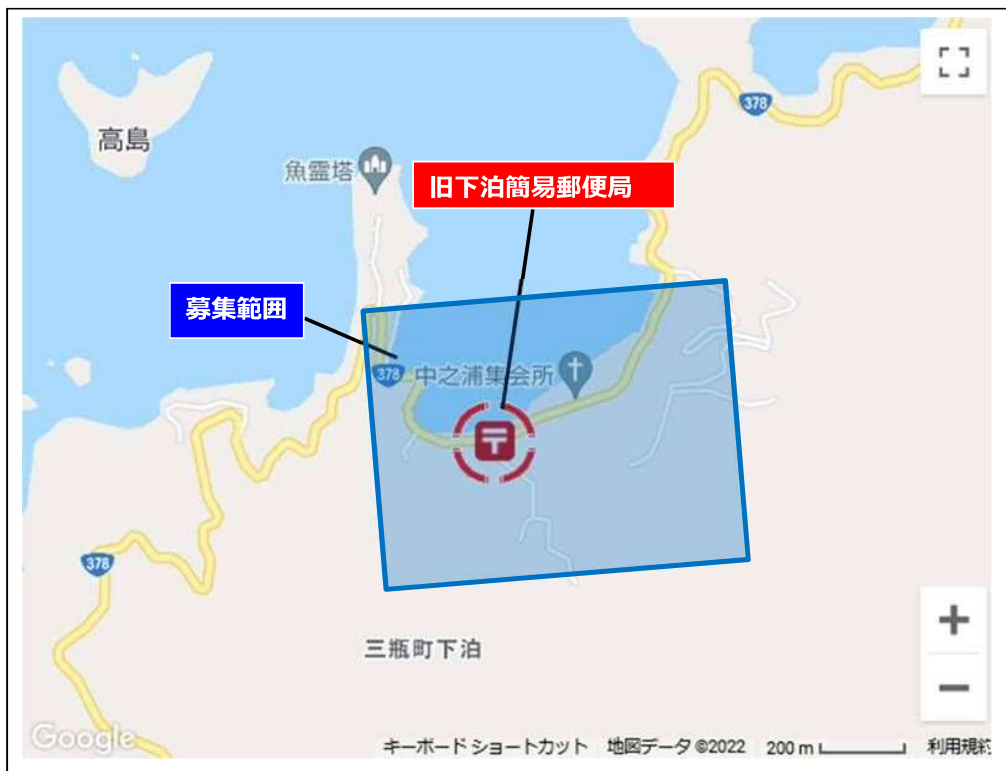 378
高島
魚霊塔
旧下泊簡易郵便局
募集範囲
378
中之浦集会所
378
三瓶町下泊
Google
キーボード ショートカット 地図データ ©2022 200 m 利用規約